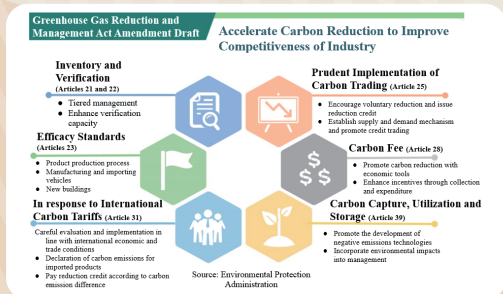 Greenhouse Gas Reduction and
Management Act Amendment Draft
Accelerate Carbon Reduction to Improve
Competitiveness of Industry
Inventory and
Verification
(Articles 21 and 22)
● Tiered management
● Enhance verification
capacity
Efficacy Standards
(Articles 23)
● Product production process
● Manufacturing and importing
vehicles
● New buildings
In response to International
Carbon Tariffs (Article 31)
Careful evaluation and implementation in
line with international economic and
trade conditions
● Declaration of carbon emissions for
imported products
● Pay reduction credit according to carbon
emission difference
Prudent Implementation of
Carbon Trading (Article 25)
● Encourage voluntary reduction and issue
reduction credit
● Establish supply and demand mechanism
and promote credit trading
Carbon Fee (Article 28)
● Promote carbon reduction with
economic tools
● Enhance incentives through collection
and expenditure
Carbon Capture, Utilization and
Storage (Article 39)
● Promote the development of
negative emissions technologies
● Incorporate environmental impacts
into management
$
$ $
Source: Environmental Protection
Administration